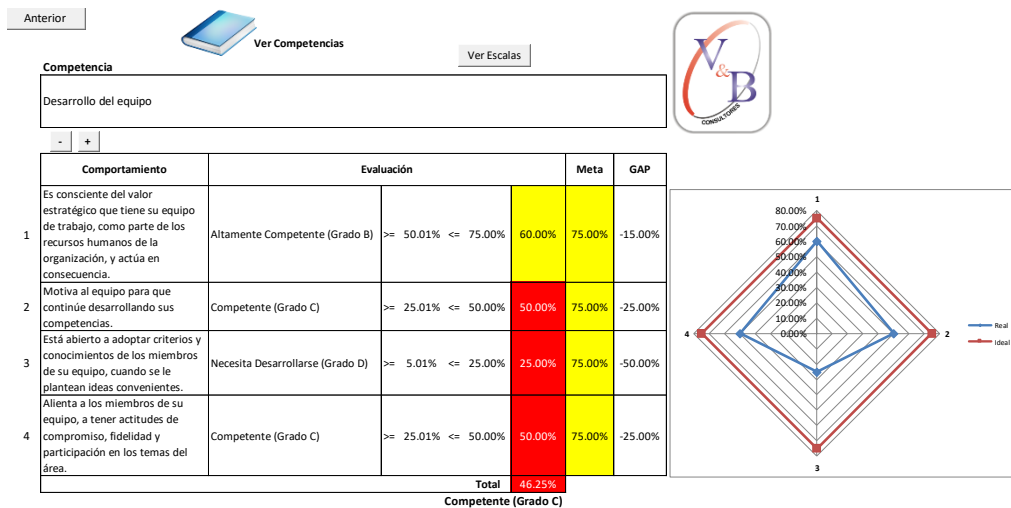 Anterior
Ver Competencias
Ver Escalas
V&B
CONSULTORES
Competencia
Desarrollo del equipo
- +
Comportamiento Evaluación Meta GAP
Es consciente del valor
estratégico que tiene su equipo
de trabajo, como parte de los
recursos humanos de la
organización, y actúa en
consecuencia.
1 Altamente Competente (Grado B) >= 50.01% <= 75.00% 60.00% 75.00% -15.00%
Motiva al equipo para que
continúe desarrollando sus
competencias.
2 Competente (Grado C) >= 25.01% <= 50.00% 50.00% 75.00% -25.00%
Está abierto a adoptar criterios y
conocimientos de los miembros
de su equipo, cuando se le
plantean ideas convenientes.
3 Necesita Desarrollarse (Grado D) >= 5.01% <= 25.00% 25.00% 75.00% -50.00%
Alienta a los miembros de su
equipo, a tener actitudes de
compromiso, fidelidad y
participación en los temas del
área.
4 Competente (Grado C) >= 25.01% <= 50.00% 50.00% 75.00% -25.00%
Total 46.25%
Competente (Grado C)
1
80.00%
70.00%
60.00%
50.00%
40.00%
30.00%
20.00%
10.00%
0.00%
4
2
3
Real
Ideal